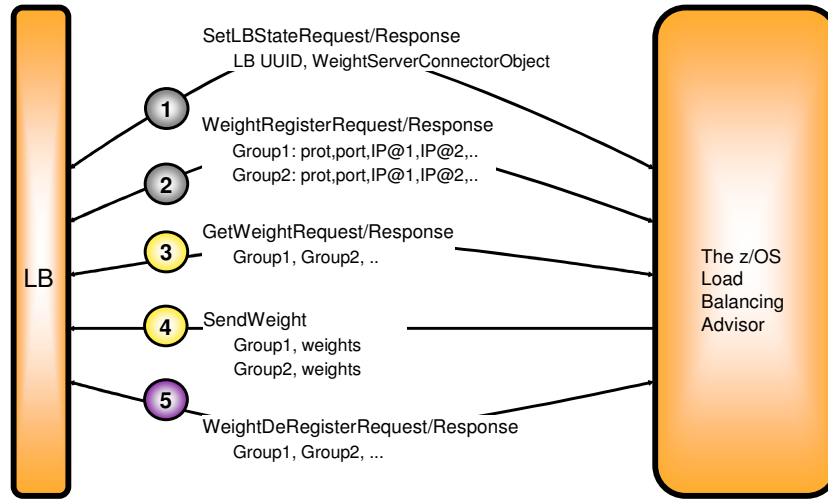 SetLBStateRequest/Response
LB UUID, WeightServerConnectorObject
1
WeightRegisterRequest/Response
Group1: prot,port,IP@1,IP@2,..
Group2: prot,port,IP@1,IP@2,..
2
GetWeightRequest/Response
3
Group1, Group2, ..
LB
The z/OS
Load
Balancing
Advisor
SendWeight
4
Group1, weights
Group2, weights
5
WeightDeRegisterRequest/Response
Group1, Group2, ...